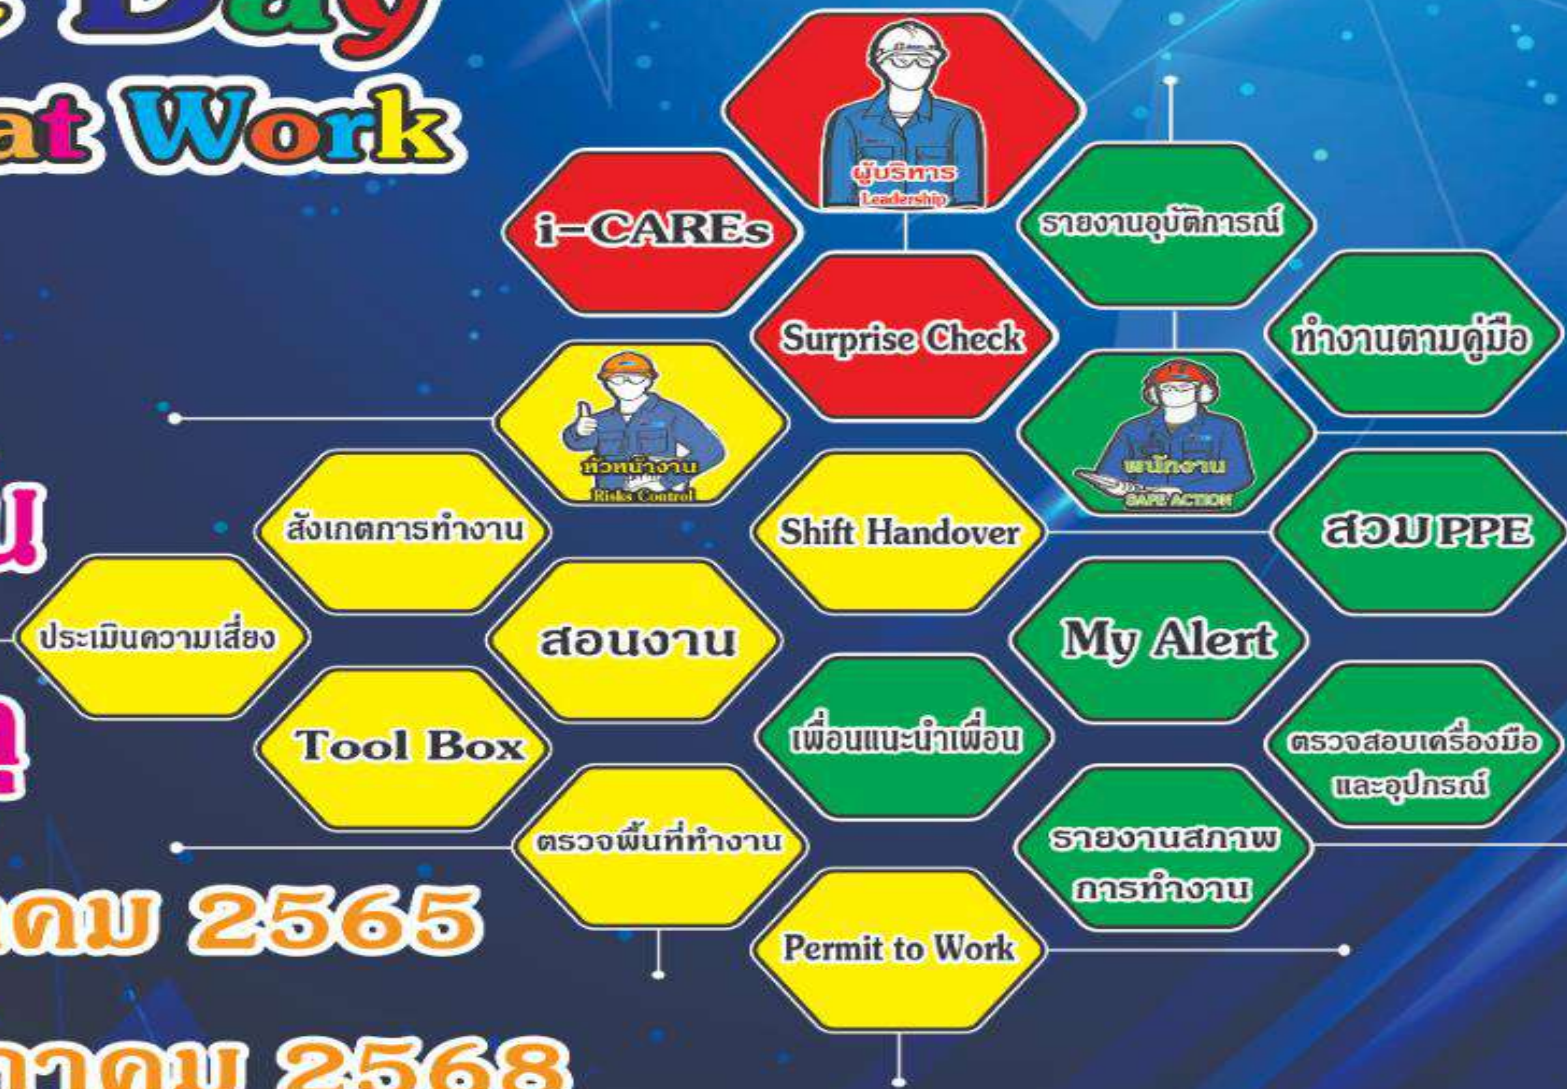 Day
at Work
ผู้บริหาร
Leadership
i-CAREs
รายงานอุบัติการณ์
Surprise Check
ทำงานตามคู่มือ
หัวหน้างาน
Risks Control
พนักงาน
SAFE ACTION
สังเกตการทำงาน
Shift Handover
สวม PPE
ประเมินความเสี่ยง
สอนงาน
My Alert
Tool Box
เพื่อนแนะนำเพื่อน
ตรวจสอบเครื่องมือ
และอุปกรณ์
ตรวจพื้นที่ทำงาน
รายงานสภาพ
การทำงาน
2565
Permit to Work
2568